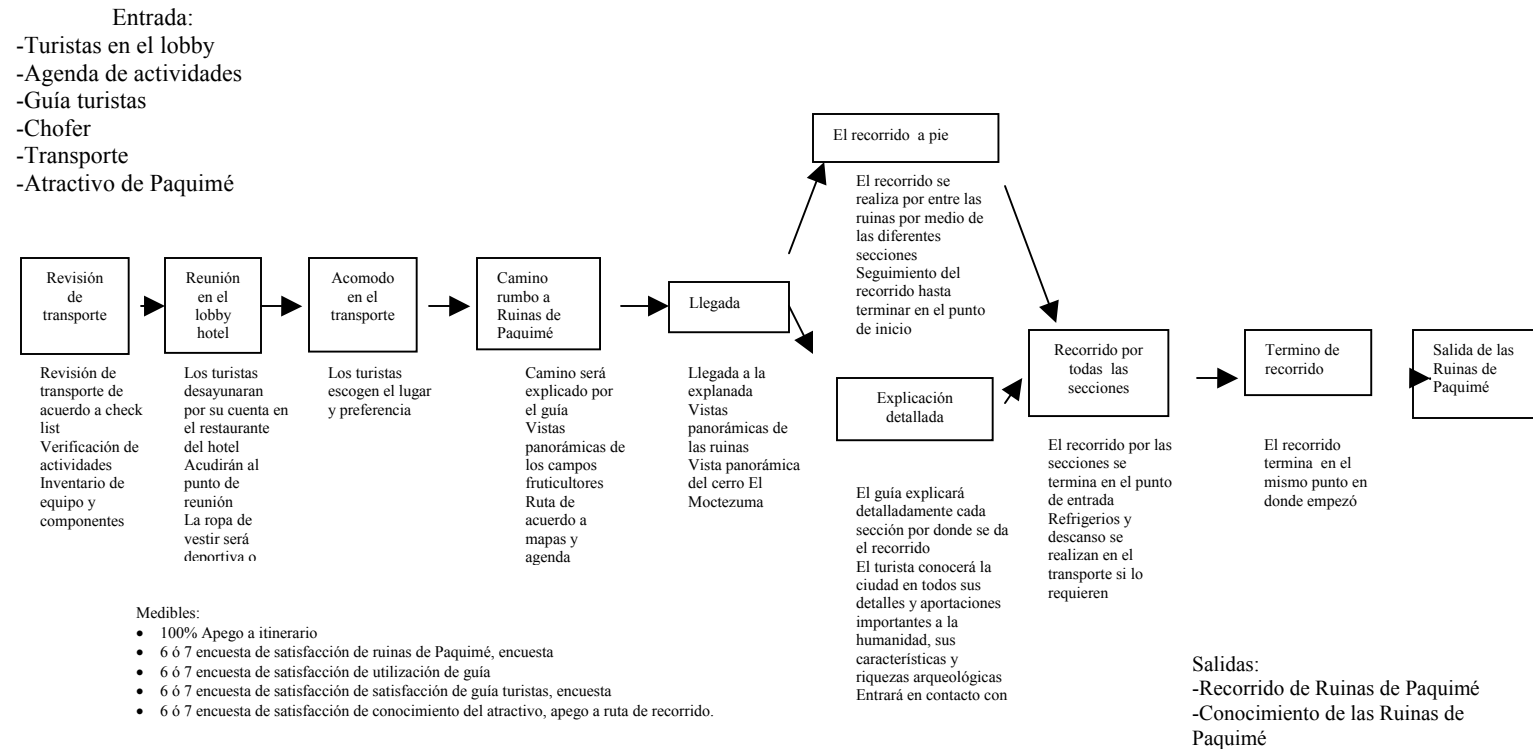 Entrada:
-Turistas en el lobby
-Agenda de actividades
-Guía turistas
-Chofer
-Transporte
-Atractivo de Paquimé
Revisión
de
transporte
Revisión de
transporte de
acuerdo a check
list
Verificación de
actividades
Inventario de
equipo y
componentes
Reunión
en el
lobby
hotel
Los turistas
desayunaran
por su cuenta en
el restaurante
del hotel
Acudirán al
punto de
reunión
La ropa de
vestir será
deportiva o
Acomodo
en el
transporte
Los turistas
escogen el lugar
y preferencia
Camino
rumbo a
Ruinas de
Paquimé
Camino será
explicado por
el guía
Vistas
panorámicas de
los campos
fruticultores
Ruta de
acuerdo a
mapas y
agenda
Llegada
Llegada a la
explanada
Vistas
panorámicas de
las ruinas
Vista panorámica
del cerro El
Moctezuma
El recorrido a pie
El recorrido se
realiza por entre las
ruinas por medio de
las diferentes
secciones
Seguimiento del
recorrido hasta
terminar en el punto
de inicio
Explicación
detallada
El guía explicará
detalladamente cada
sección por donde se da
el recorrido
El turista conocerá la
ciudad en todos sus
detalles y aportaciones
importantes a la
humanidad, sus
características y
riquezas arqueológicas
Entrará en contacto con
Recorrido por
todas las
secciones
El recorrido por las
secciones se
termina en el punto
de entrada
Refrigerios y
descanso se
realizan en el
transporte si lo
requieren
Termino de
recorrido
El recorrido
termina en el
mismo punto en
donde empezó
Salida de las
Ruinas de
Paquimé
Medibles:
• 100% Apego a itinerario
• 6 ó 7 encuesta de satisfacción de ruinas de Paquimé, encuesta
• 6 ó 7 encuesta de satisfacción de utilización de guía
• 6 ó 7 encuesta de satisfacción de satisfacción de guía turistas, encuesta
• 6 ó 7 encuesta de satisfacción de conocimiento del atractivo, apego a ruta de recorrido.
Salidas:
-Recorrido de Ruinas de Paquimé
-Conocimiento de las Ruinas de
Paquimé